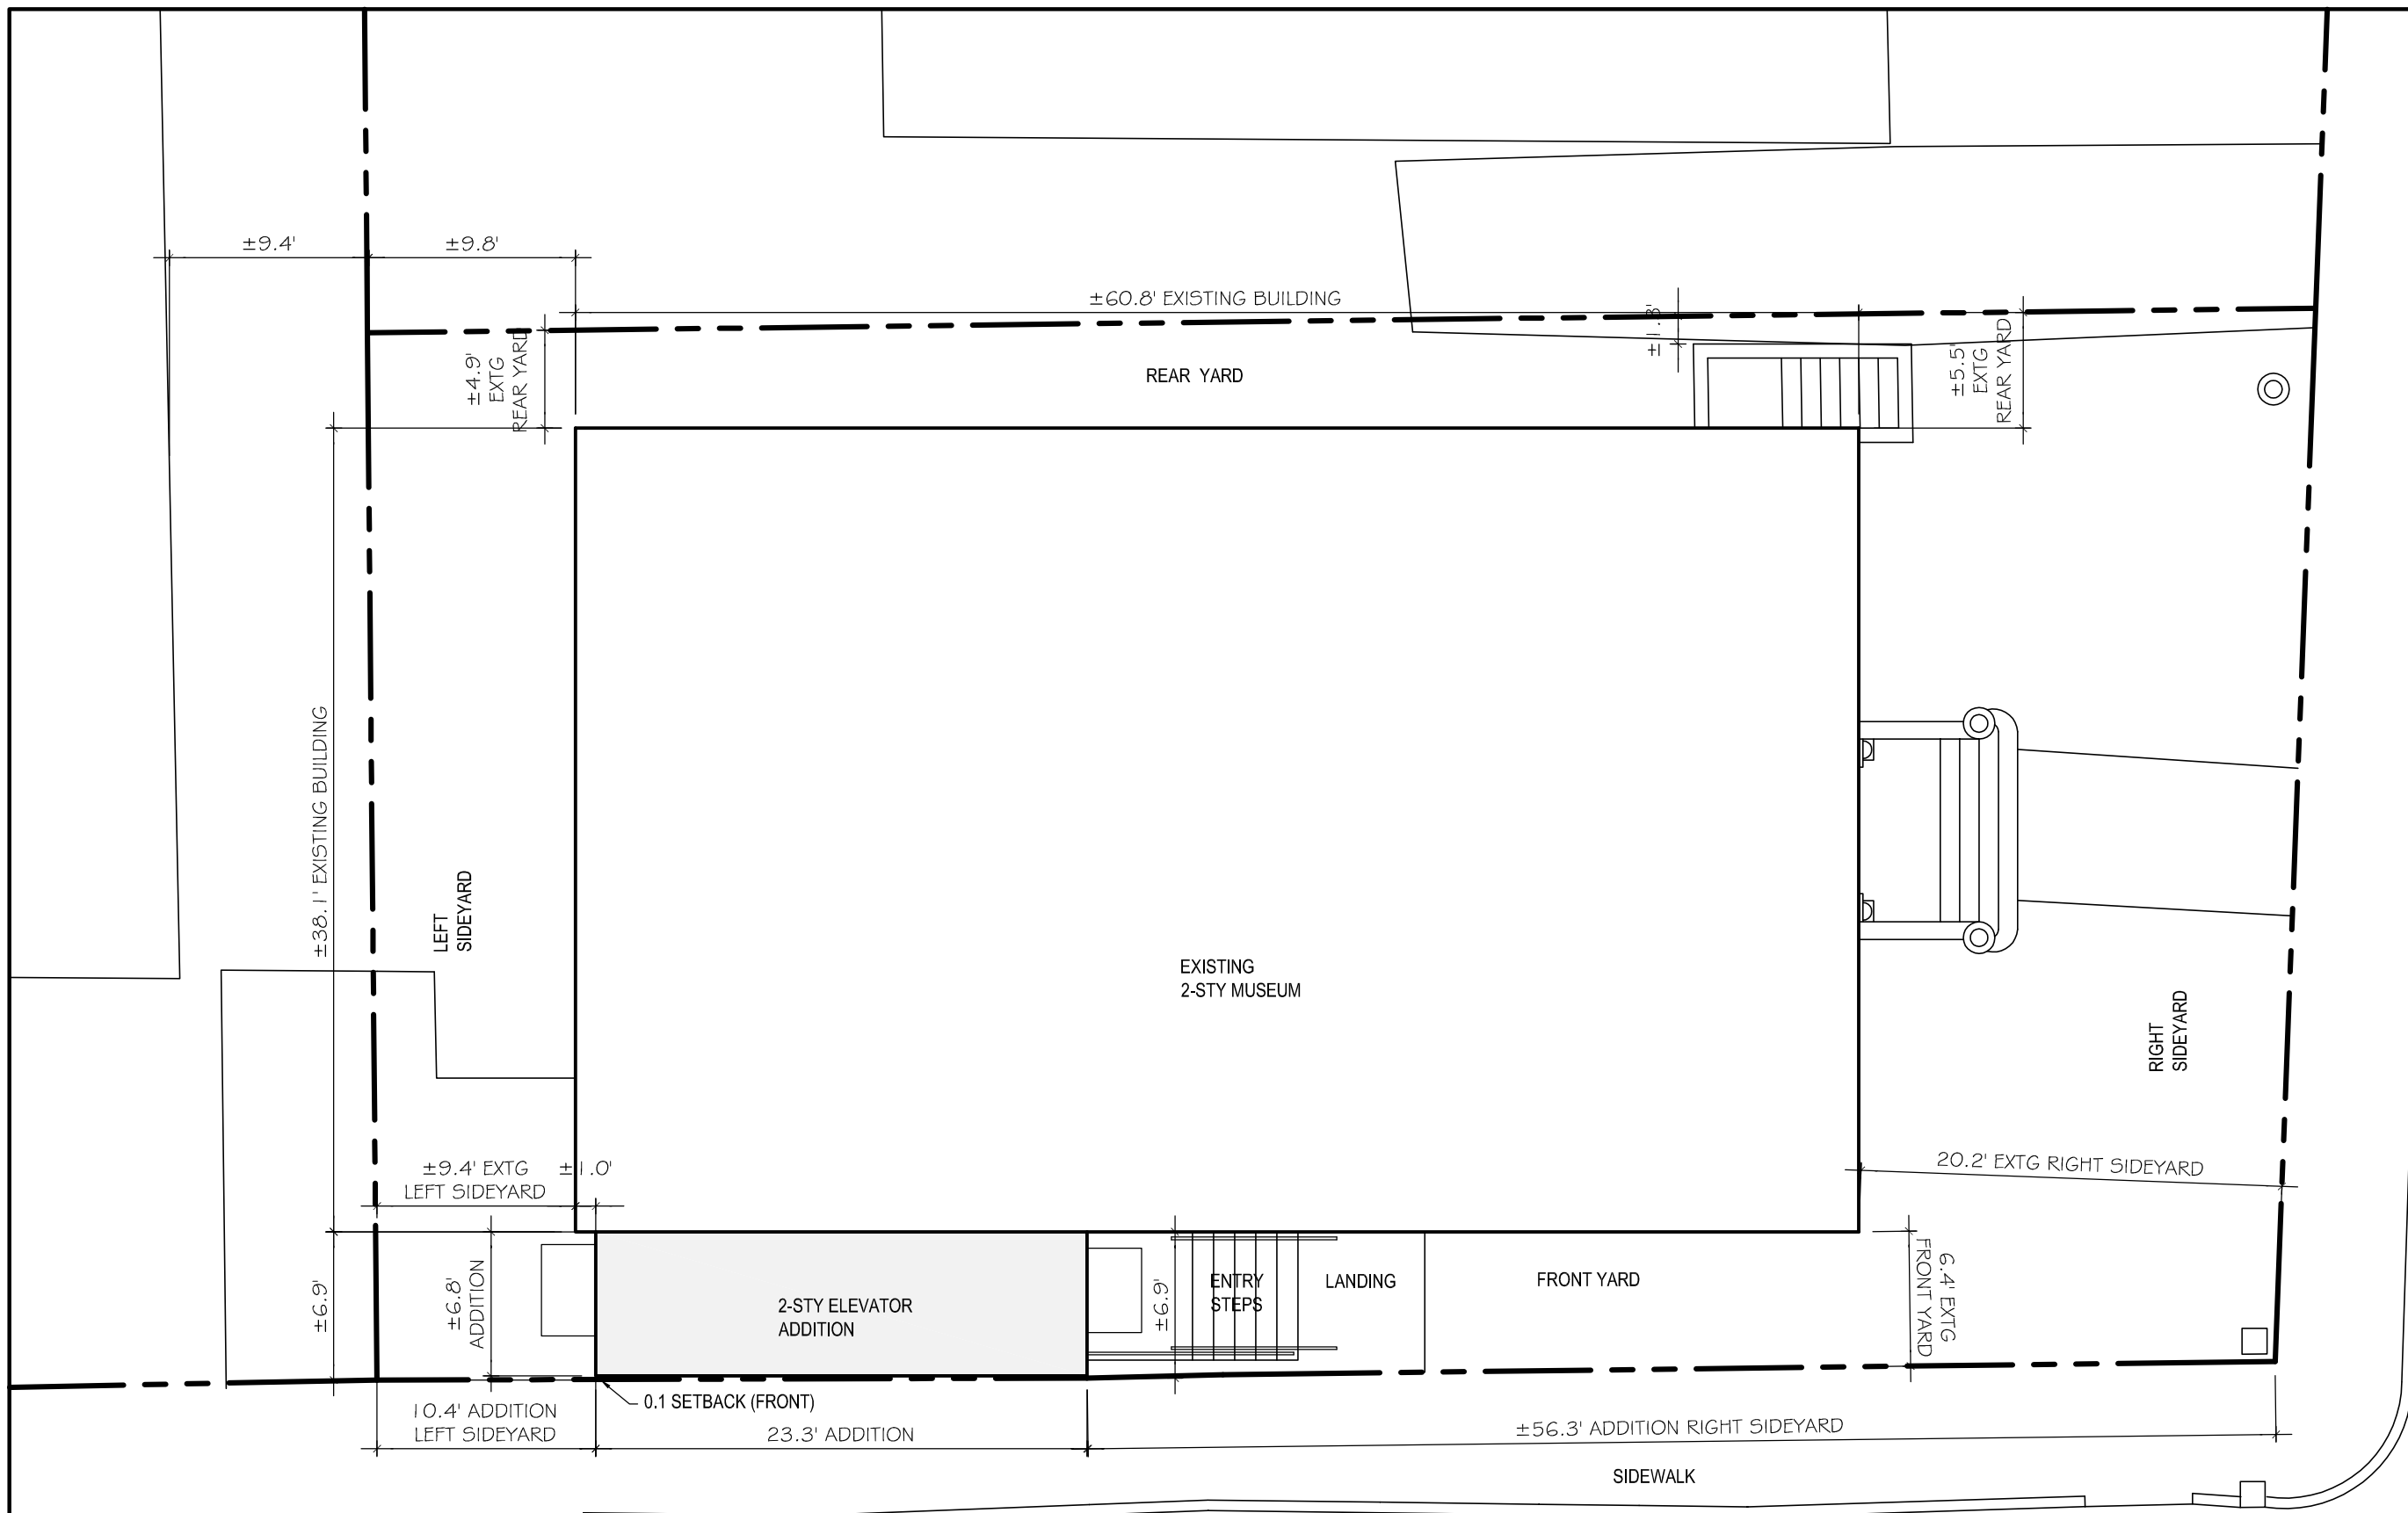 ±9.4'
±9.8'
±60.8' EXISTING BUILDING
±4.9'
EXTG
REAR YARD
REAR YARD
±1.3'
±5.5'
EXTG
REAR YARD
±38.1' EXISTING BUILDING
LEFT
SIDEYARD
EXISTING
2-STY MUSEUM
RIGHT
SIDEYARD
±9.4' EXTG
LEFT SIDEYARD
±1.0'
20.2' EXTG RIGHT SIDEYARD
±6.9'
±6.8'
ADDITION
2-STY ELEVATOR
ADDITION
±6.9'
ENTRY
STEPS
LANDING
FRONT YARD
6.4' EXTG
FRONT YARD
0.1 SETBACK (FRONT)
10.4' ADDITION
LEFT SIDEYARD
23.3' ADDITION
±56.3' ADDITION RIGHT SIDEYARD
SIDEWALK